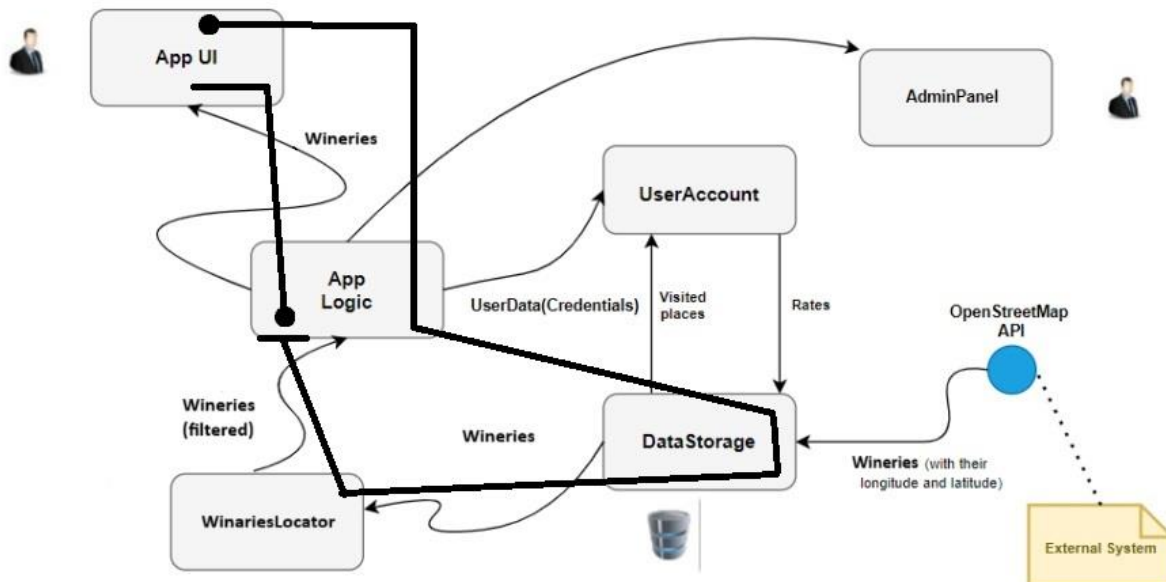 App UI
AdminPanel
Wineries
UserAccount
App
Logic
UserData(Credentials)
Visited
places
Rates
OpenStreetMap
API
Wineries
(filtered)
Wineries
DataStorage
Wineries (with their
longitude and latitude)
WinariesLocator
External System